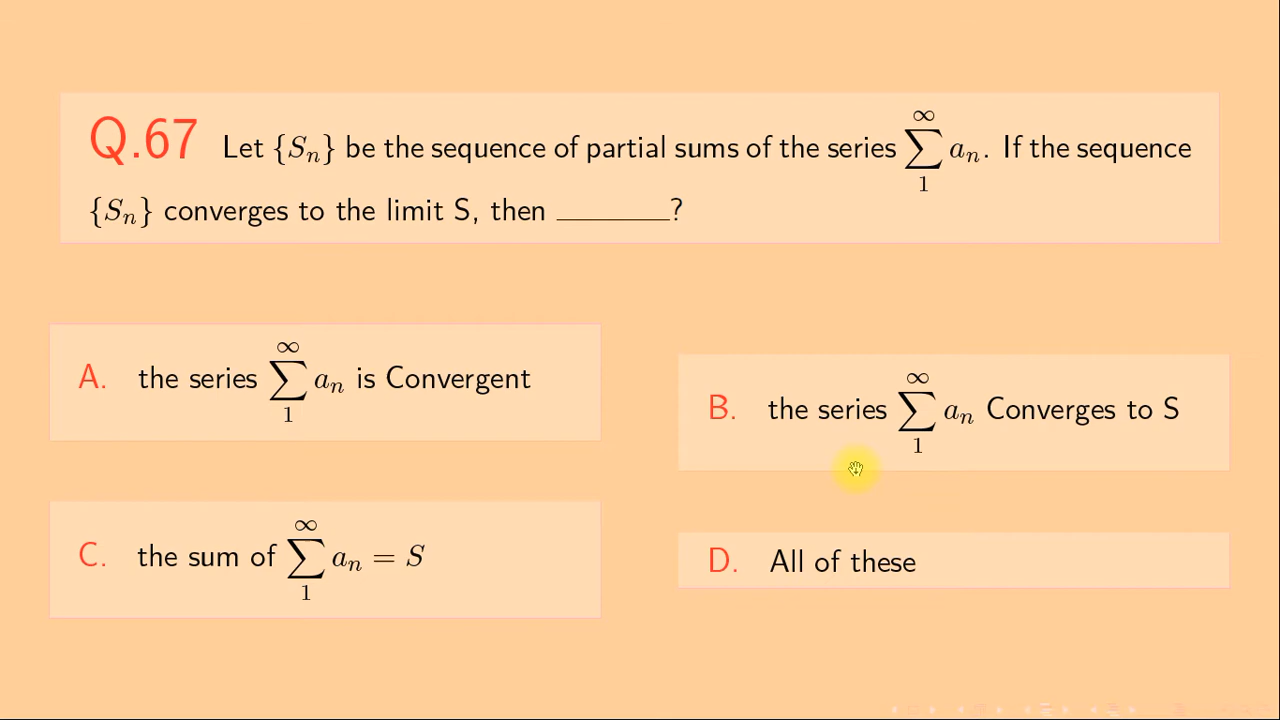 Q.67 Let {Sₙ} be the sequence of partial sums of the series ∑₁^∞ aₙ. If the sequence
{Sₙ} converges to the limit S, then ________?
A. the series ∑₁^∞ aₙ is Convergent
B. the series ∑₁^∞ aₙ Converges to S
C. the sum of ∑₁^∞ aₙ = S
D. All of these